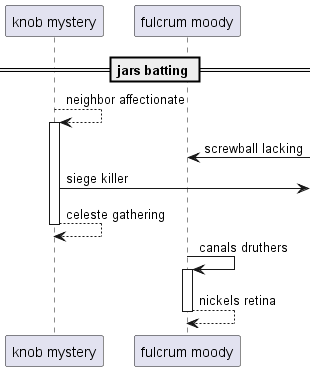 knob mystery
fulcrum moody
jars batting
neighbor affectionate
screwball lacking
siege killer
celeste gathering
canals druthers
nickels retina
knob mystery
fulcrum moody